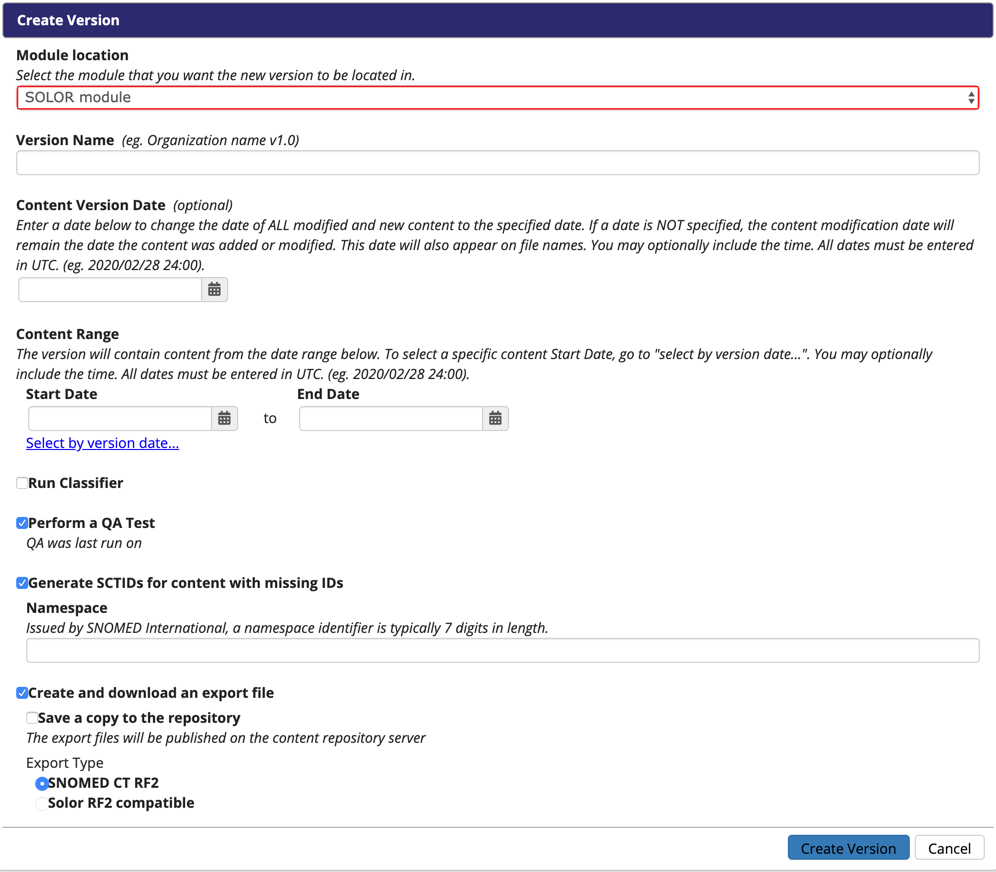 Create Version
Module location
Select the module that you want the new version to be located in.
SOLOR module
Version Name (eg. Organization name v1.0)
Content Version Date (optional)
Enter a date below to change the date of ALL modified and new content to the specified date. If a date is NOT specified, the content modification date will
remain the date the content was added or modified. This date will also appear on file names. You may optionally include the time. All dates must be entered
in UTC. (eg. 2020/02/28 24:00).
Content Range
The version will contain content from the date range below. To select a specific content Start Date, go to "select by version date...". You may optionally
include the time. All dates must be entered in UTC. (eg. 2020/02/28 24:00).
Start Date End Date
to
Select by version date...
Run Classifier
Perform a QA Test
QA was last run on
Generate SCTIDs for content with missing IDs
Namespace
Issued by SNOMED International, a namespace identifier is typically 7 digits in length.
Create and download an export file
Save a copy to the repository
The export files will be published on the content repository server
Export Type
SNOMED CT RF2
Solor RF2 compatible
Create Version Cancel